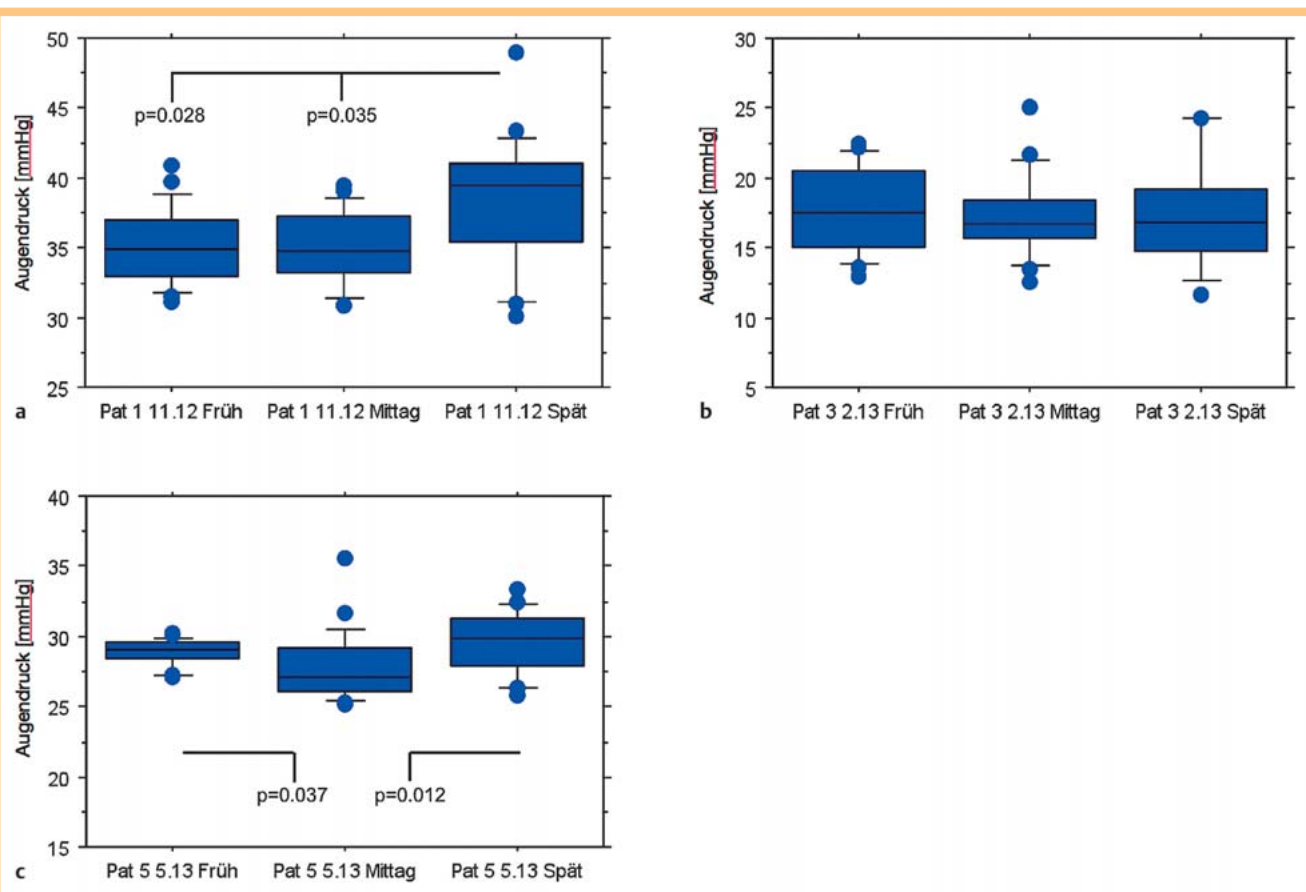 50
45
40
35
30
25
Augendruck [mmHg]
p=0.028
p=0.035
a
Pat 1 11.12 Früh
Pat 1 11.12 Mittag
Pat 1 11.12 Spät
30
25
20
15
10
5
Augendruck [mmHg]
b
Pat 3 2.13 Früh
Pat 3 2.13 Mittag
Pat 3 2.13 Spät
40
35
30
25
20
15
Augendruck [mmHg]
p=0.037
p=0.012
c
Pat 5 5.13 Früh
Pat 5 5.13 Mittag
Pat 5 5.13 Spät